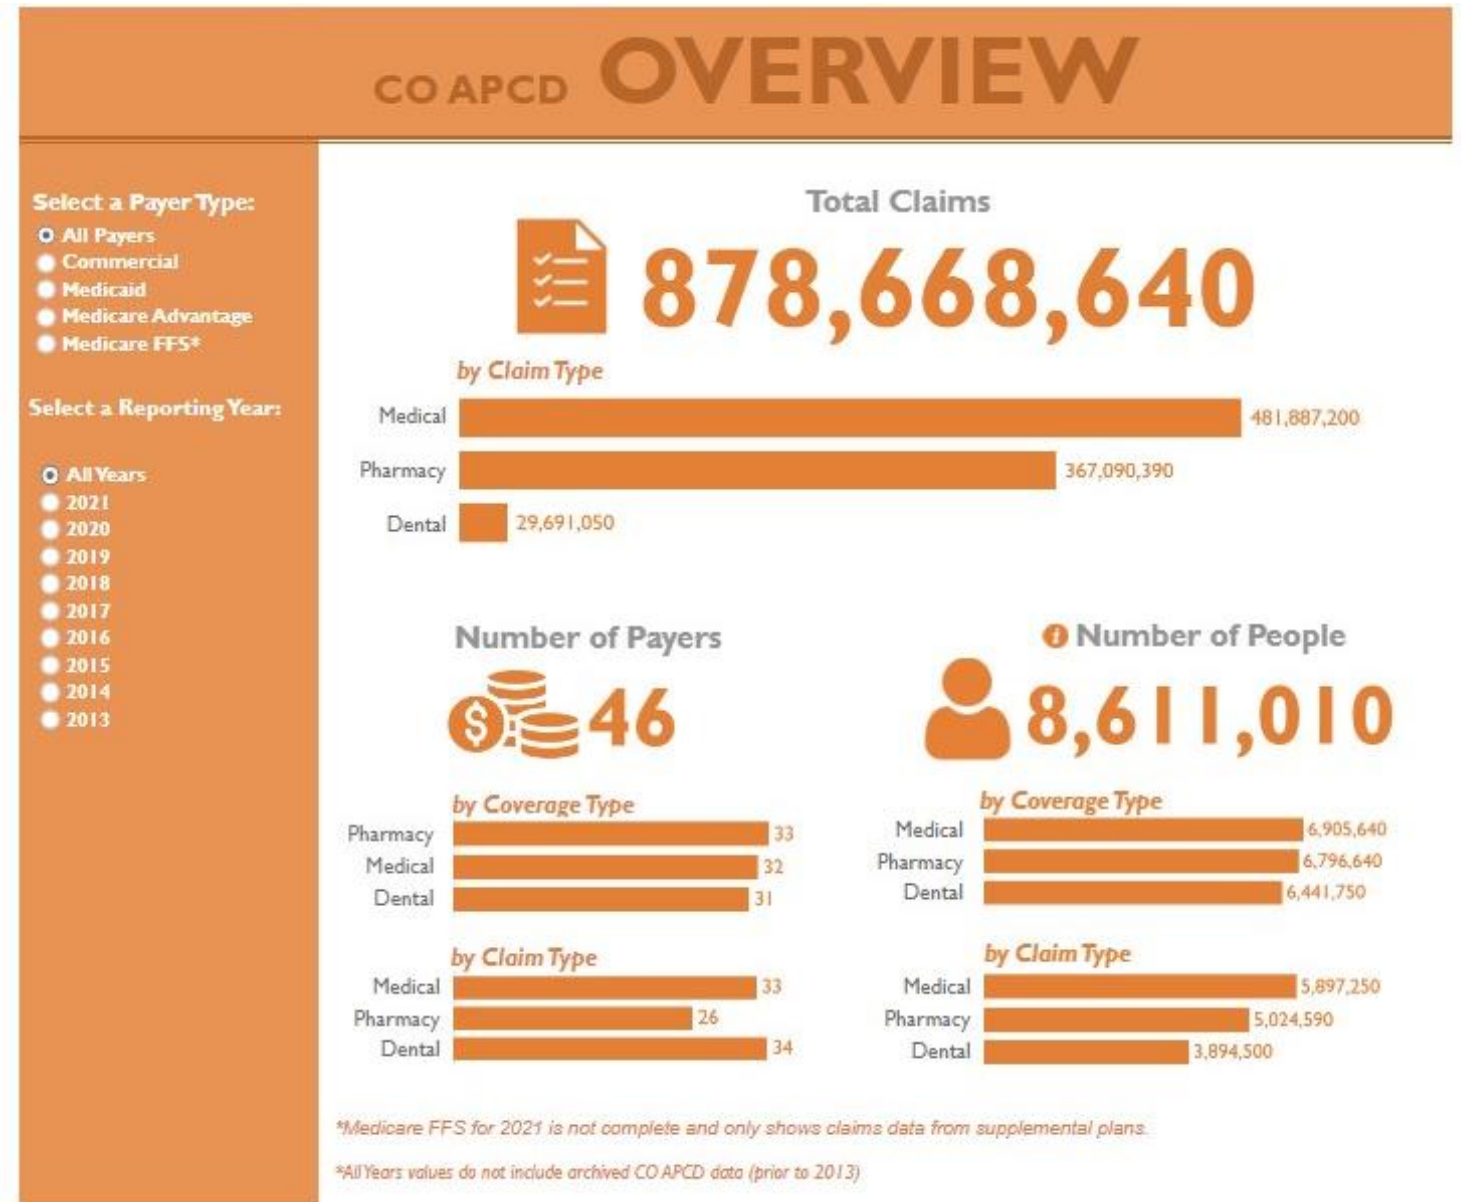 CO APCD OVERVIEW
Select a Payer Type:
All Payers
Commercial
Medicaid
Medicare Advantage
Medicare FFS*
Select a Reporting Year:
All Years
2021
2020
2019
2018
2017
2016
2015
2014
2013
Total Claims
878,668,640
by Claim Type
Medical 481,887,200
Pharmacy 367,090,390
Dental 29,691,050
Number of Payers
$ 46
by Coverage Type
Pharmacy 33
Medical 32
Dental 31
by Claim Type
Medical 33
Pharmacy 26
Dental 34
i Number of People
8,611,010
by Coverage Type
Medical 6,905,640
Pharmacy 6,796,640
Dental 6,441,750
by Claim Type
Medical 5,897,250
Pharmacy 5,024,590
Dental 3,894,500
*Medicare FFS for 2021 is not complete and only shows claims data from supplemental plans.
*All Years values do not include archived CO APCD data (prior to 2013)